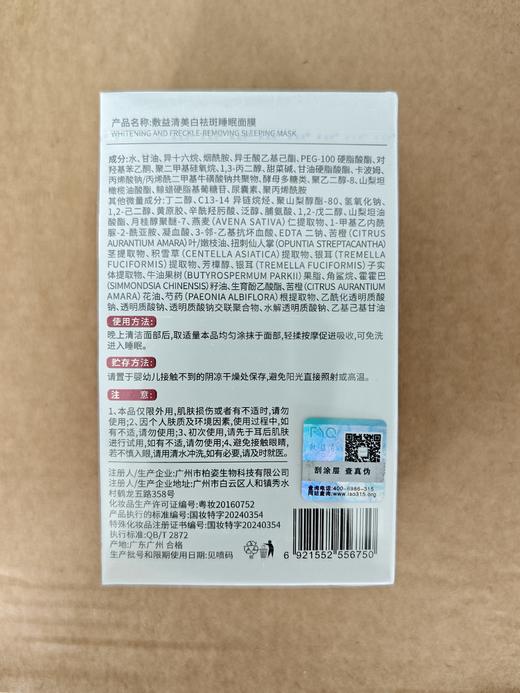 产品名称:敷益清美白祛斑睡眠面膜
WHITENING AND FRECKLE-REMOVING SLEEPING MASK
成分:水、甘油、异十六烷、烟酰胺、异壬酸乙基己酯、PEG-100 硬脂酸酯、对
羟基苯乙酮、聚二甲基硅氧烷、1,3-丙二醇、甜菜碱、甘油硬脂酸酯、卡波姆、
丙烯酸钠/丙烯酰二甲基牛磺酸钠共聚物、酵母多糖类、聚乙二醇-8、山梨坦
橄榄油酸酯、鲸蜡硬脂基葡糖苷、尿囊素、聚丙烯酰胺
其他微量成分:丁二醇、C13-14 异链烷烃、聚山梨醇酯-80、氢氧化钠、
1,2-己二醇、黄原胶、辛酰羟肟酸、泛醇、脯氨酸、1,2-戊二醇、山梨坦油
酸酯、月桂醇聚醚-7、燕麦 (AVENA SATIVA) 仁提取物、1-甲基乙内酰
脲-2-酰亚胺、凝血酸、3-邻-乙基抗坏血酸、EDTA 二钠、苦橙 (CITRUS
AURANTIUM AMARA) 叶/嫩枝油、扭刺仙人掌 (OPUNTIA STREPTACANTHA)
茎提取物、积雪草 (CENTELLA ASIATICA) 提取物、银耳 (TREMELLA
FUCIFORMIS) 提取物、芳樟醇、银耳 (TREMELLA FUCIFORMIS) 子实
体提取物、牛油果树 (BUTYROSPERMUM PARKII) 果脂、角鲨烷、霍霍巴
(SIMMONDSIA CHINENSIS) 籽油、生育酚乙酸酯、苦橙 (CITRUS AURANTIUM
AMARA) 花油、芍药 (PAEONIA ALBIFLORA) 根提取物、乙酰化透明质酸
钠、透明质酸钠、透明质酸钠交联聚合物、水解透明质酸钠、乙基己基甘油
使用方法:
晚上清洁面部后,取适量本品均匀涂抹于面部,轻揉按摩促进吸收,可免洗
进入睡眠。
贮存方法:
请置于婴幼儿接触不到的阴凉干燥处保存,避免阳光直接照射或高温。
注 意:
1、本品仅限外用,肌肤损伤或者有不适时,请勿
使用;2、因个人肤质及环境因素,使用过程中,如
有不适,请勿使用;3、初次使用,请先于耳后肌肤
进行试用,如有不适,请勿使用;4、避免接触眼睛,
若不慎入眼,请用清水冲洗,如有必要,请及时就医。
注册人/生产企业:广州市柏姿生物科技有限公司
注册人/生产企业地址:广州市白云区人和镇秀水
村鹤龙五路358号
化妆品生产许可证编号:粤妆20160752
产品执行的标准编号:国妆特字20240354
特殊化妆品注册证书编号:国妆特字20240354
执行标准:QB/T 2872
产地:广东广州 合格
生产批号和限期使用日期:见喷码
刮涂层 查真伪
查询电话:400-6986-315
网站查询:www.iso315.org
6 921552 556750